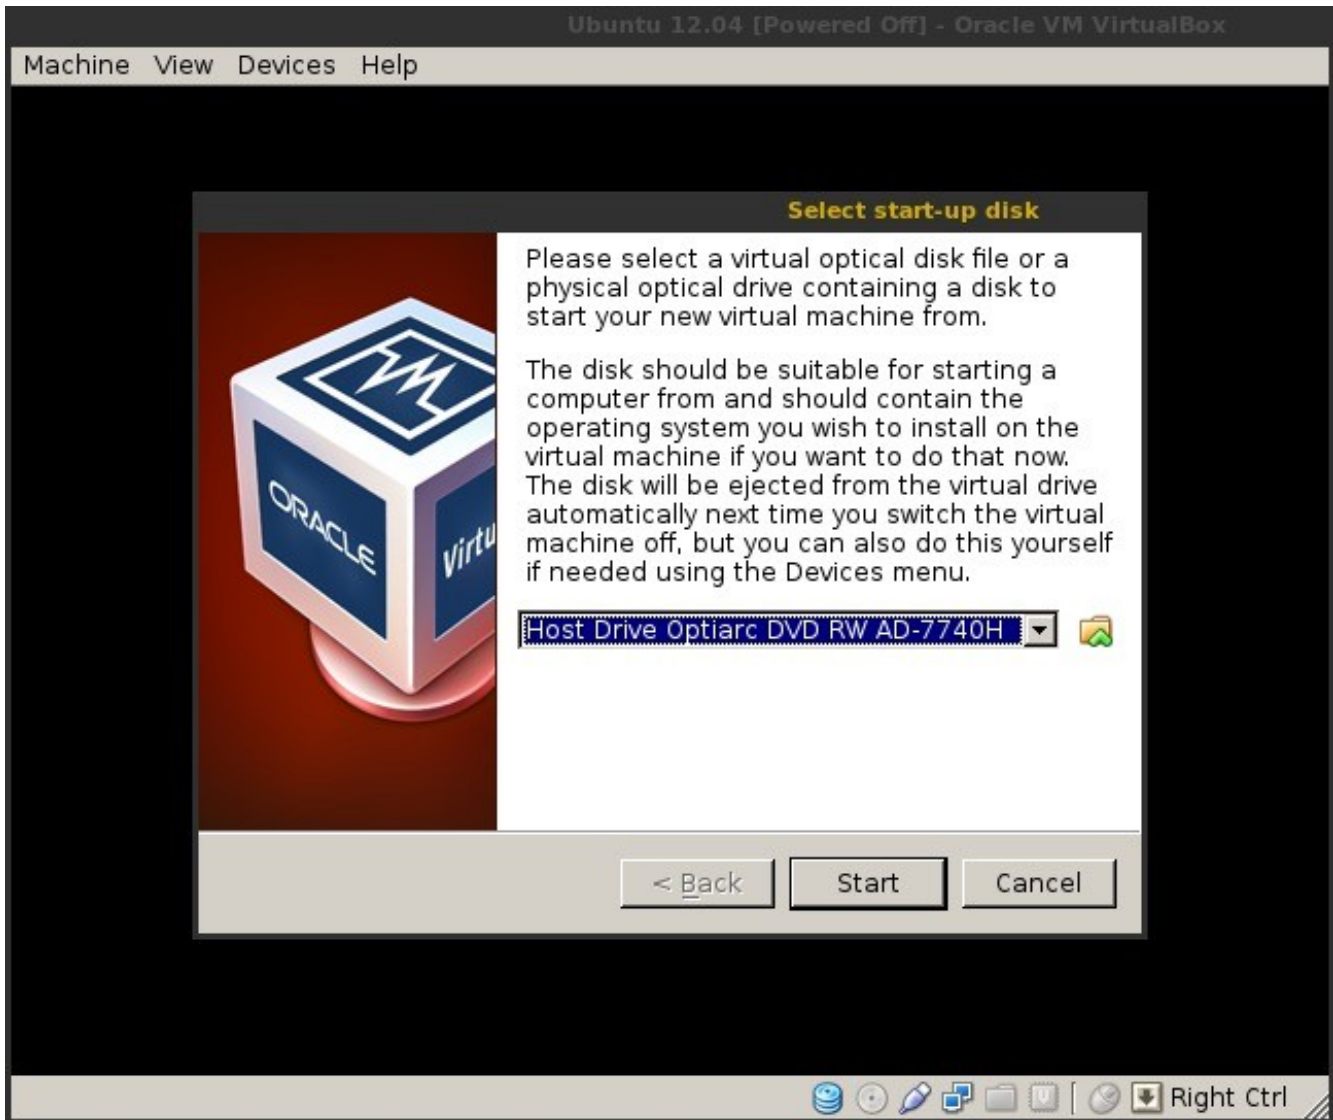 Ubuntu 12.04 [Powered Off] - Oracle VM VirtualBox
Machine View Devices Help
Select start-up disk
Please select a virtual optical disk file or a
physical optical drive containing a disk to
start your new virtual machine from.
The disk should be suitable for starting a
computer from and should contain the
operating system you wish to install on the
virtual machine if you want to do that now.
The disk will be ejected from the virtual drive
automatically next time you switch the virtual
machine off, but you can also do this yourself
if needed using the Devices menu.
ORACLE
Virtu
Host Drive Optiarc DVD RW AD-7740H
< Back Start Cancel
Right Ctrl